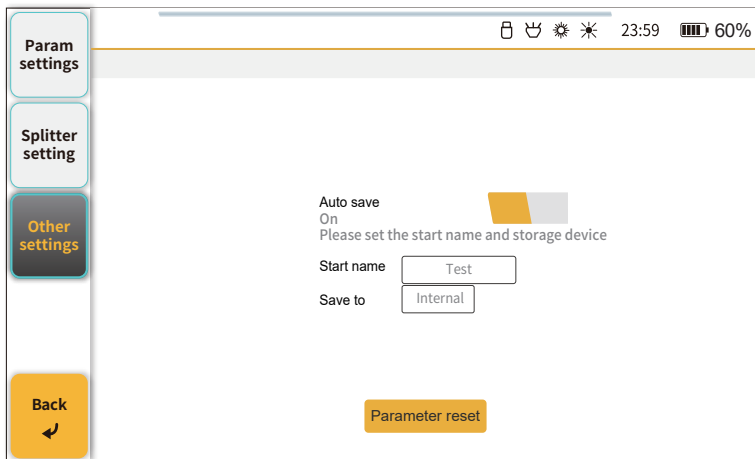 23:59
60%
Param
settings
Splitter
setting
Other
settings
Auto save
On
Please set the start name and storage device
Start name
Test
Save to
Internal
Parameter reset
Back